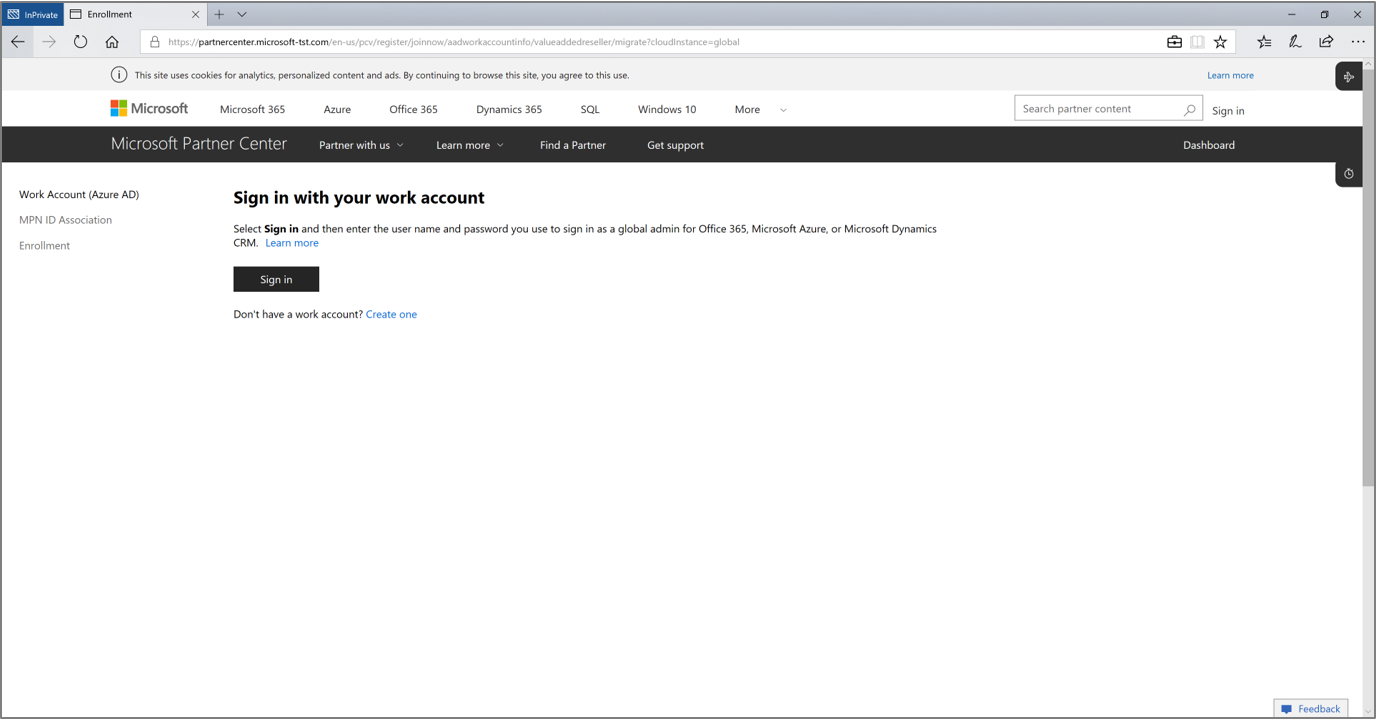 InPrivate
Enrollment
https://partnercenter.microsoft-tst.com/en-us/pcv/register/joinnow/aadworkaccountinfo/valueaddedreseller/migrate?cloudInstance=global
This site uses cookies for analytics, personalized content and ads. By continuing to browse this site, you agree to this use.
Learn more
Microsoft
Microsoft 365
Azure
Office 365
Dynamics 365
SQL
Windows 10
More
Search partner content
Sign in
Microsoft Partner Center
Partner with us
Learn more
Find a Partner
Get support
Dashboard
Work Account (Azure AD)
MPN ID Association
Enrollment
Sign in with your work account
Select Sign in and then enter the user name and password you use to sign in as a global admin for Office 365, Microsoft Azure, or Microsoft Dynamics
CRM. Learn more
Sign in
Don't have a work account? Create one
Feedback